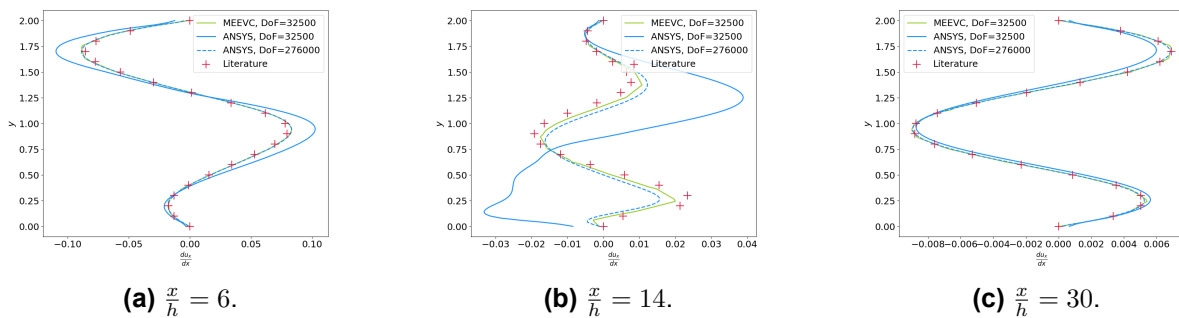 MEEVC, DoF=32500
ANSYS, DoF=32500
ANSYS, DoF=276000
Literature
2.00
1.75
1.50
1.25
1.00
0.75
0.50
0.25
0.00
y
−0.10 −0.05 0.00 0.05 0.10
du_x/dx
(a) x/h = 6.
MEEVC, DoF=32500
ANSYS, DoF=32500
ANSYS, DoF=276000
Literature
2.00
1.75
1.50
1.25
1.00
0.75
0.50
0.25
0.00
y
−0.03 −0.02 −0.01 0.00 0.01 0.02 0.03 0.04
du_x/dx
(b) x/h = 14.
MEEVC, DoF=32500
ANSYS, DoF=32500
ANSYS, DoF=276000
Literature
2.00
1.75
1.50
1.25
1.00
0.75
0.50
0.25
0.00
y
−0.008 −0.006 −0.004 −0.002 0.000 0.002 0.004 0.006
du_x/dx
(c) x/h = 30.